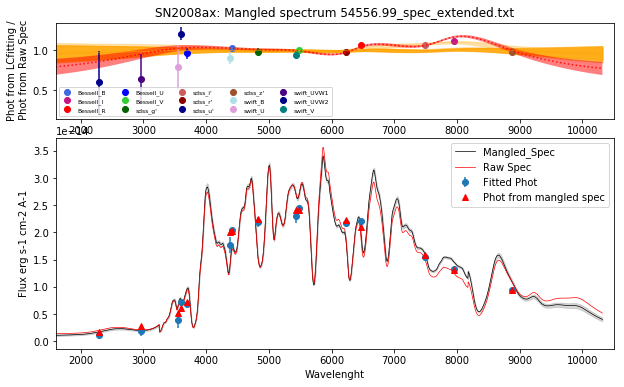 SN2008ax: Mangled spectrum 54556.99_spec_extended.txt
Phot from LCfitting /
Phot from Raw Spec
1.0
0.5
Bessell_B
Bessell_I
Bessell_R
Bessell_U
Bessell_V
sdss_g'
sdss_i'
sdss_r'
sdss_u'
sdss_z'
swift_B
swift_U
swift_UVW1
swift_UVW2
swift_V
2000 3000 4000 5000 6000 7000 8000 9000 10000
1e-14
Flux erg s-1 cm-2 A-1
3.5
3.0
2.5
2.0
1.5
1.0
0.5
0.0
Mangled_Spec
Raw Spec
Fitted Phot
Phot from mangled spec
2000 3000 4000 5000 6000 7000 8000 9000 10000
Wavelenght